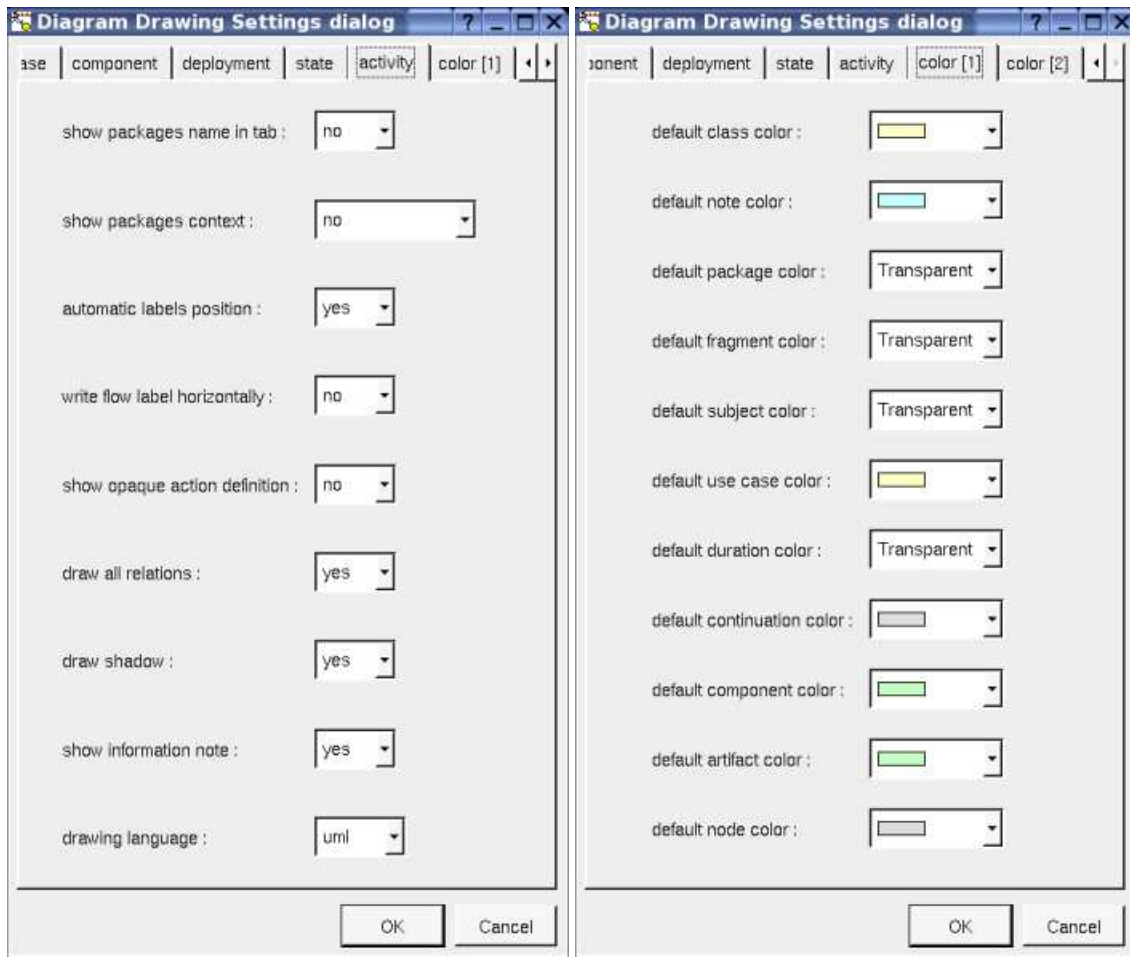 Diagram Drawing Settings dialog
ase component deployment state activity color [1]
show packages name in tab : no
show packages context : no
automatic labels position : yes
write flow label horizontally : no
show opaque action definition : no
draw all relations : yes
draw shadow : yes
show information note : yes
drawing language : uml
OK Cancel
Diagram Drawing Settings dialog
ponent deployment state activity color [1] color [2]
default class color :
default note color :
default package color : Transparent
default fragment color : Transparent
default subject color : Transparent
default use case color :
default duration color : Transparent
default continuation color :
default component color :
default artifact color :
default node color :
OK Cancel